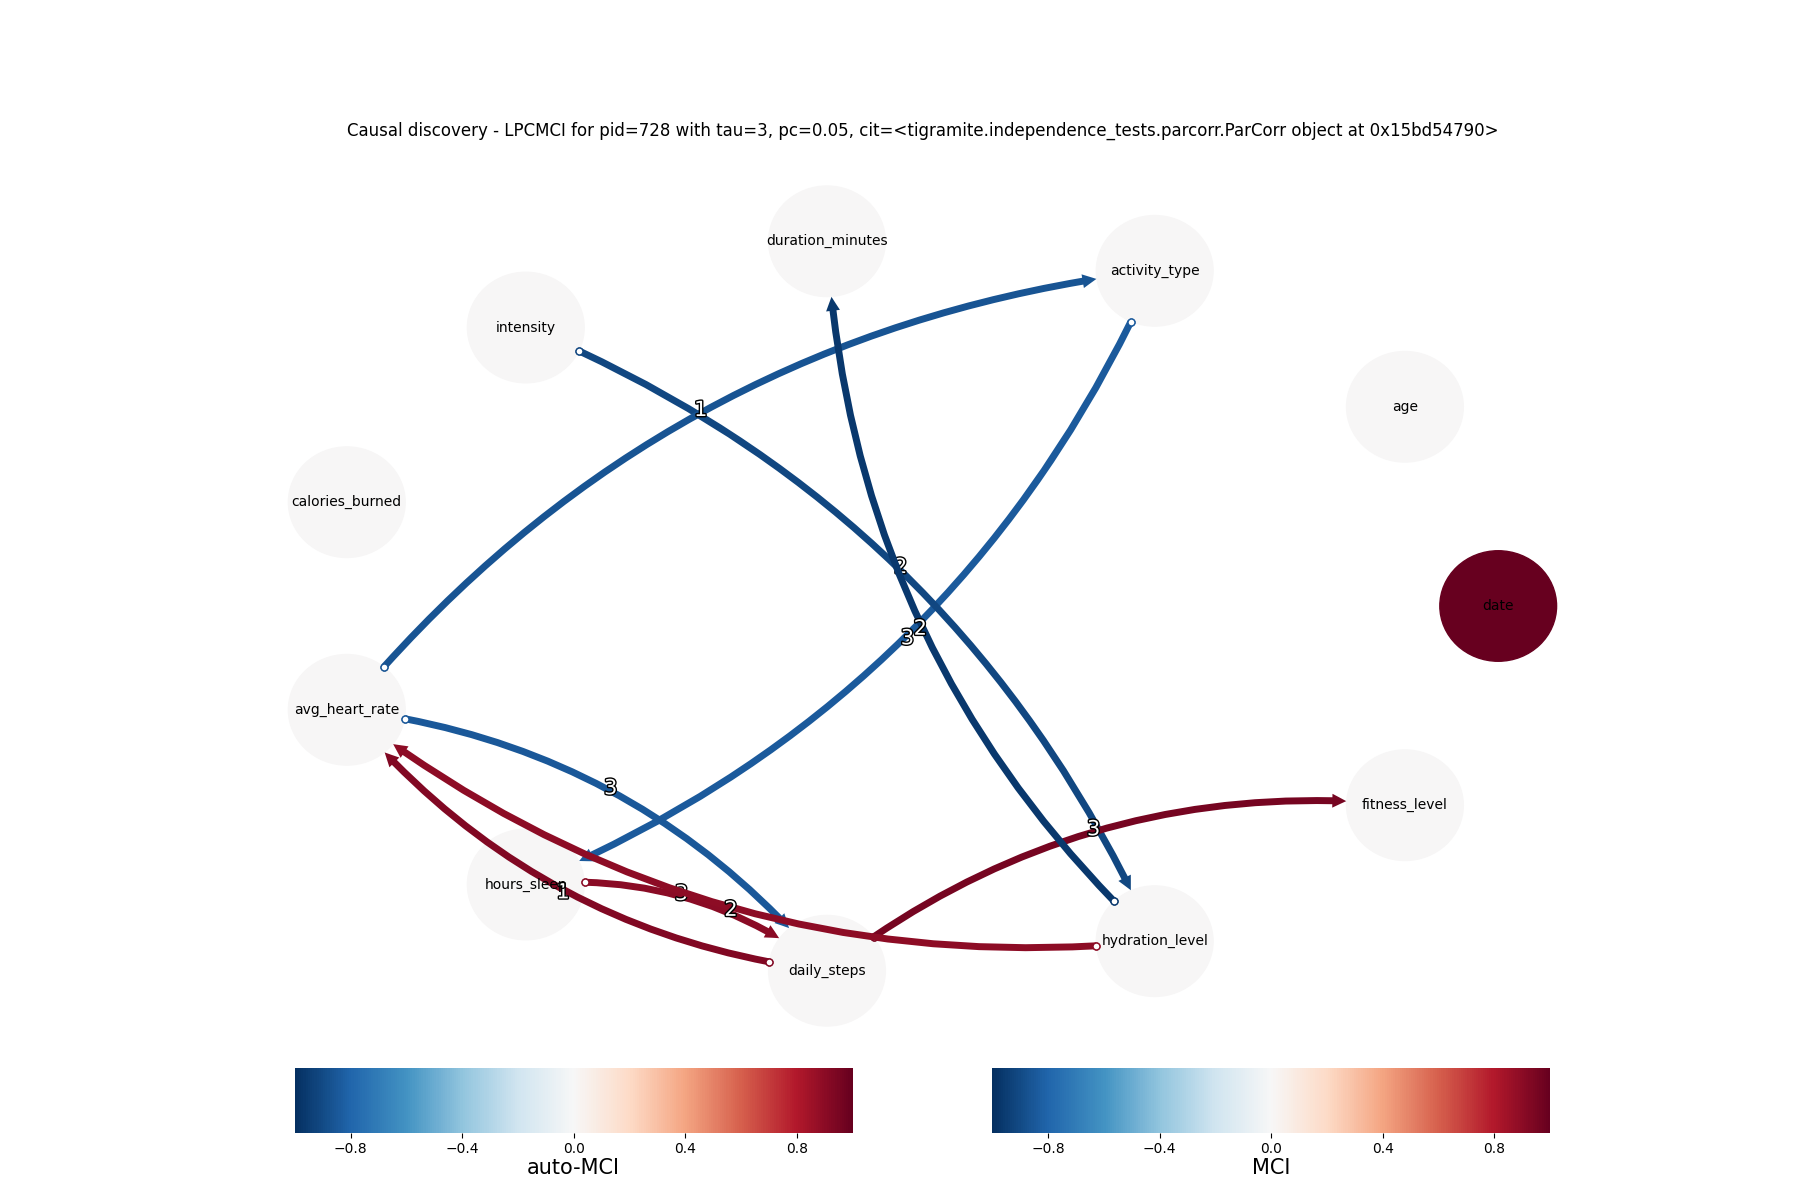 Causal discovery - LPCMCI for pid=728 with tau=3, pc=0.05, cit=<tigramite.independence_tests.parcorr.ParCorr object at 0x15bd54790>
duration_minutes
activity_type
intensity
age
1
calories_burned
2
date
2
3
avg_heart_rate
3
fitness_level
3
hours_sleep
1
3
2
hydration_level
daily_steps
−0.8 −0.4 0.0 0.4 0.8
auto-MCI
−0.8 −0.4 0.0 0.4 0.8
MCI